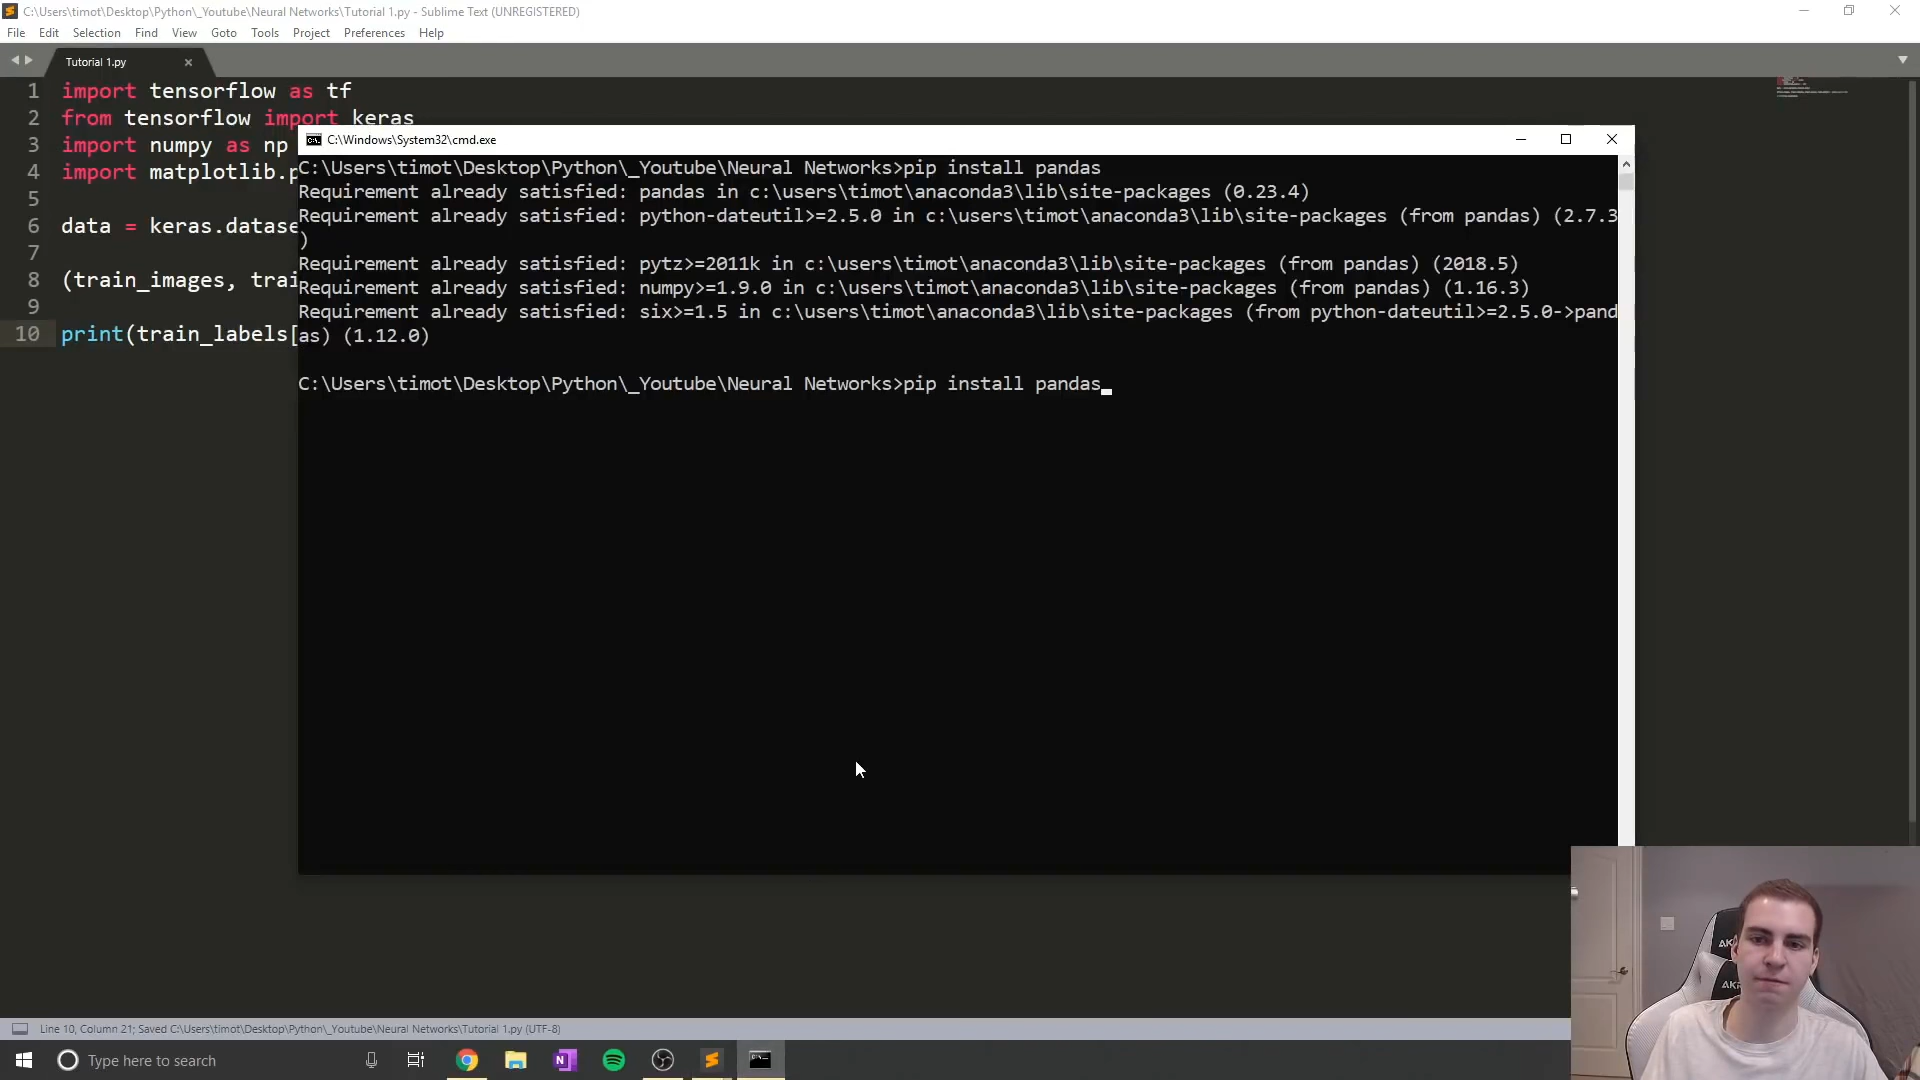 C:\Users\timot\Desktop\Python\_Youtube\Neural Networks\Tutorial 1.py - Sublime Text (UNREGISTERED)
File Edit Selection Find View Goto Tools Project Preferences Help
Tutorial 1.py
1 import tensorflow as tf
2 from tensorflow import keras
3 import numpy as np
4 import matplotlib.p
5
6 data = keras.datase
7
8 (train_images, trai
9
10 print(train_labels[
C:\Windows\System32\cmd.exe
C:\Users\timot\Desktop\Python\_Youtube\Neural Networks>pip install pandas
Requirement already satisfied: pandas in c:\users\timot\anaconda3\lib\site-packages (0.23.4)
Requirement already satisfied: python-dateutil>=2.5.0 in c:\users\timot\anaconda3\lib\site-packages (from pandas) (2.7.3
)
Requirement already satisfied: pytz>=2011k in c:\users\timot\anaconda3\lib\site-packages (from pandas) (2018.5)
Requirement already satisfied: numpy>=1.9.0 in c:\users\timot\anaconda3\lib\site-packages (from pandas) (1.16.3)
Requirement already satisfied: six>=1.5 in c:\users\timot\anaconda3\lib\site-packages (from python-dateutil>=2.5.0->pand
as) (1.12.0)
C:\Users\timot\Desktop\Python\_Youtube\Neural Networks>pip install pandas_
Line 10, Column 21; Saved C:\Users\timot\Desktop\Python\_Youtube\Neural Networks\Tutorial 1.py (UTF-8)
Type here to search